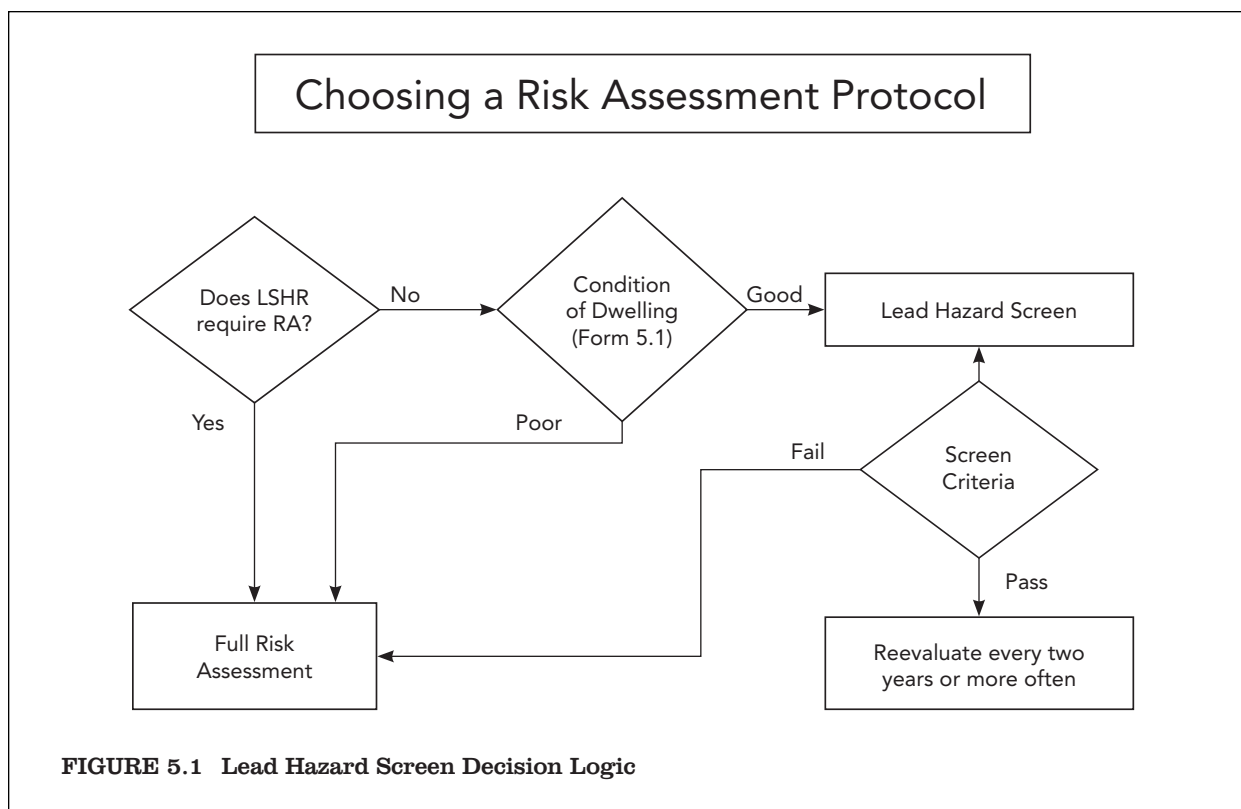 Choosing a Risk Assessment Protocol
Does LSHR
require RA?
No
Condition
of Dwelling
(Form 5.1)
Good
Lead Hazard Screen
Yes
Poor
Fail
Screen
Criteria
Pass
Full Risk
Assessment
Reevaluate every two
years or more often
FIGURE 5.1 Lead Hazard Screen Decision Logic